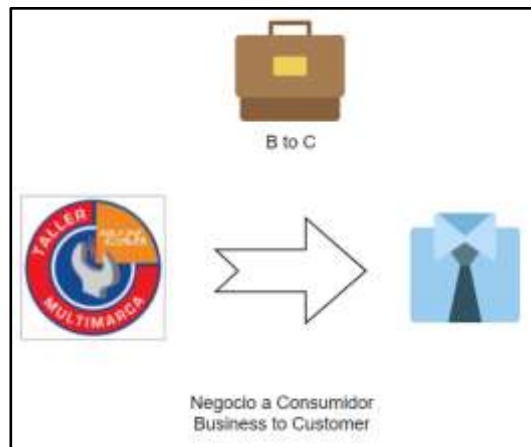 B to C
TALLER
MULTIMARCA
Negocio a Consumidor
Business to Customer